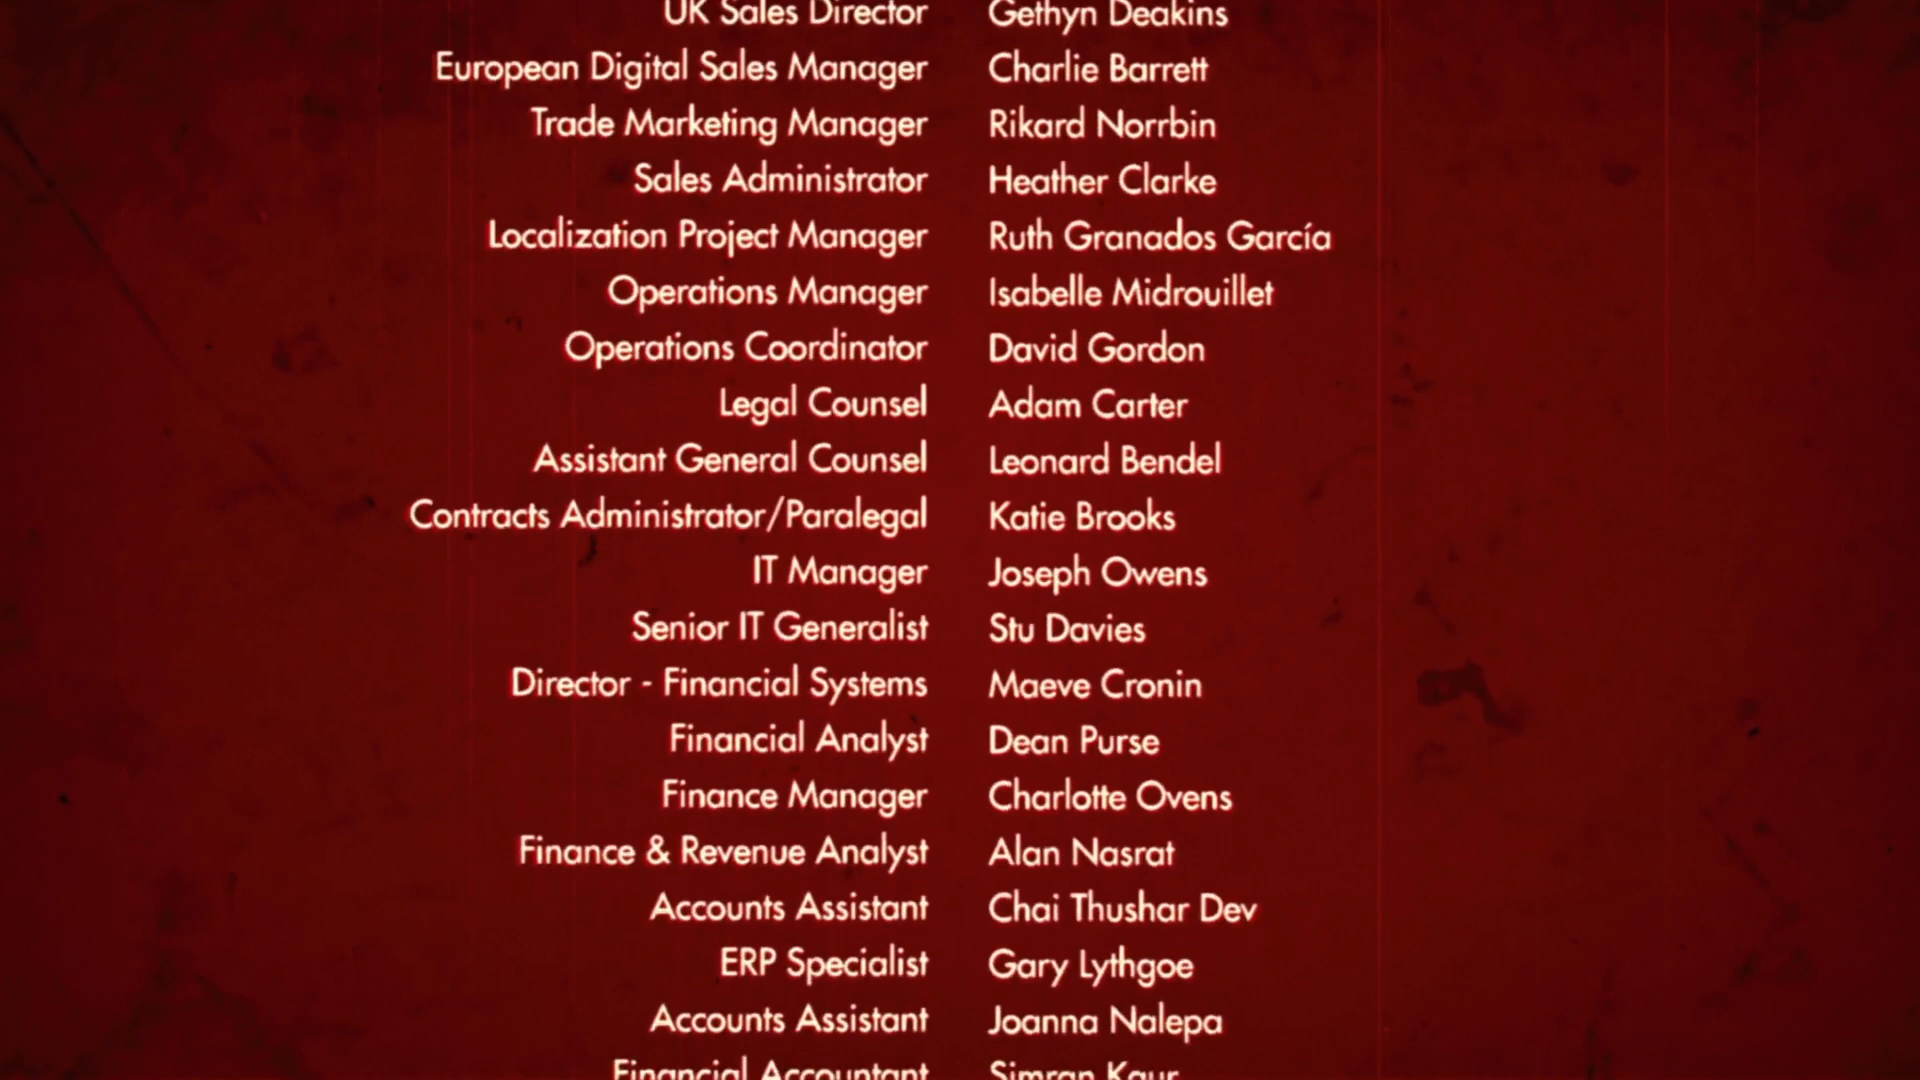 UK Sales Director Gethyn Deakins
European Digital Sales Manager Charlie Barrett
Trade Marketing Manager Rikard Norrbin
Sales Administrator Heather Clarke
Localization Project Manager Ruth Granados García
Operations Manager Isabelle Midrouillet
Operations Coordinator David Gordon
Legal Counsel Adam Carter
Assistant General Counsel Leonard Bendel
Contracts Administrator/Paralegal Katie Brooks
IT Manager Joseph Owens
Senior IT Generalist Stu Davies
Director - Financial Systems Maeve Cronin
Financial Analyst Dean Purse
Finance Manager Charlotte Ovens
Finance & Revenue Analyst Alan Nasrat
Accounts Assistant Chai Thushar Dev
ERP Specialist Gary Lythgoe
Accounts Assistant Joanna Nalepa
Financial Accountant Simran Kaur